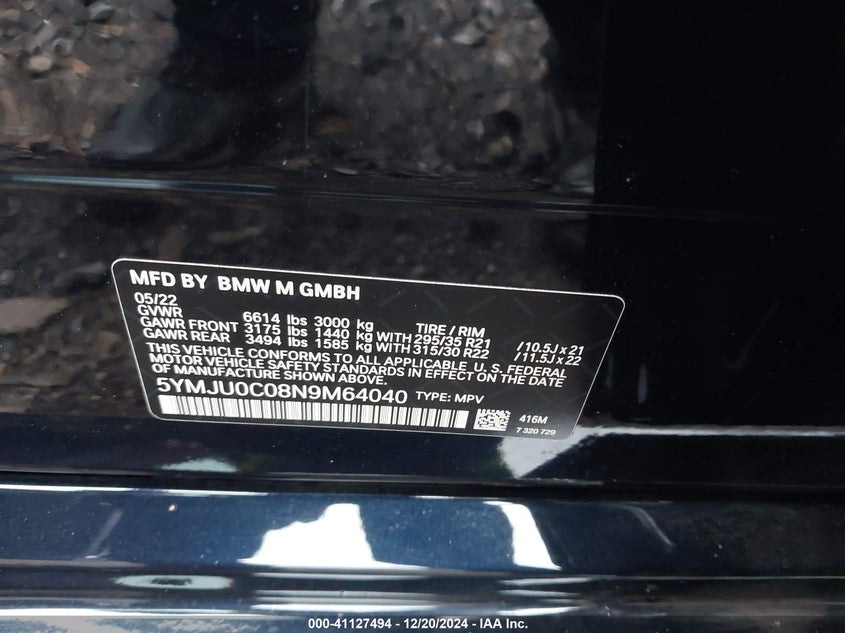 MFD BY BMW M GMBH
05/22
GVWR 6614 lbs 3000 kg TIRE / RIM
GAWR FRONT 3175 lbs 1440 kg WITH 295/35 R21 /10.5J x 21
GAWR REAR 3494 lbs 1585 kg WITH 315/30 R22 /11.5J x 22
THIS VEHICLE CONFORMS TO ALL APPLICABLE U. S. FEDERAL
MOTOR VEHICLE SAFETY STANDARDS IN EFFECT ON THE DATE
OF MANUFACTURE SHOWN ABOVE.
5YMJU0C08N9M64040 TYPE: MPV
416M
7 320 729
000-41127494 - 12/20/2024 - IAA Inc.